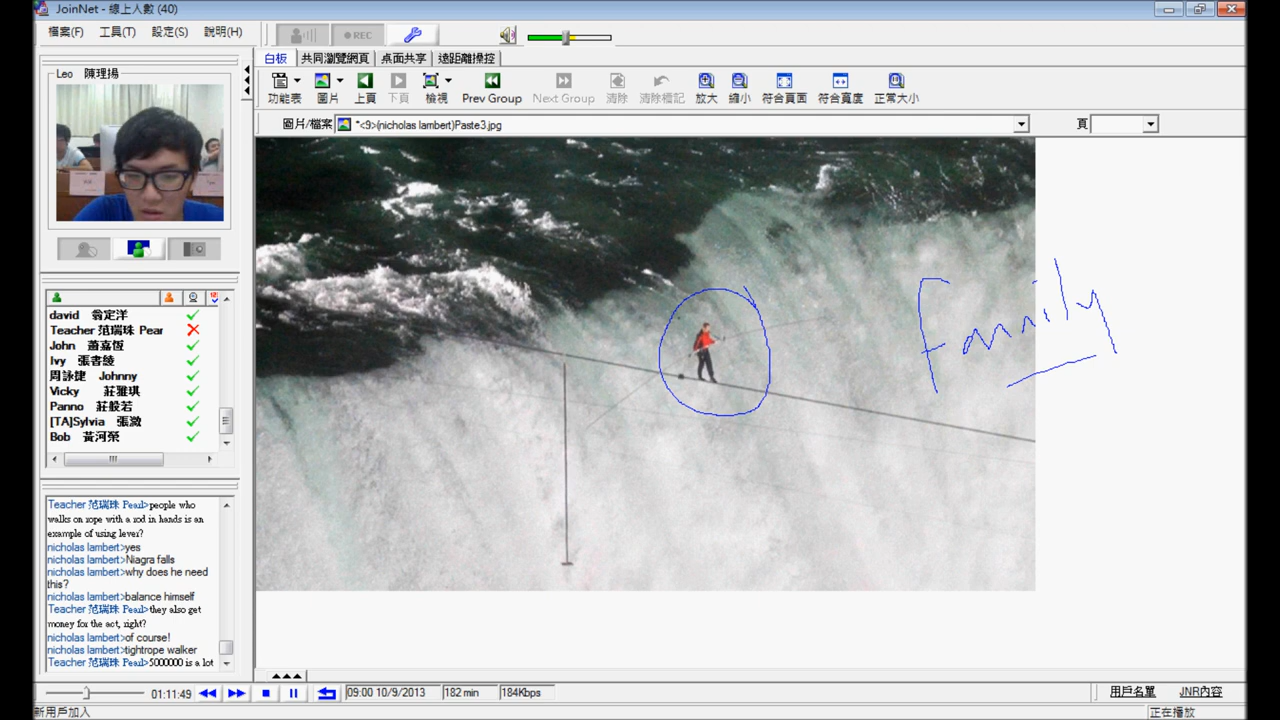 JoinNet - 線上人數 (40)
檔案(F) 工具(T) 設定(S) 說明(H)
REC
白板 共同瀏覽網頁 桌面共享 遠距離操控
功能表 圖片 上頁 下頁 檢視 Prev Group Next Group 清除 清除標記 放大 縮小 符合頁面 符合寬度 正常大小
圖片/檔案 *<9>(nicholas lambert)Paste3.jpg 頁
Leo 陳理揚
david 翁定洋
Teacher 范瑞珠 Pear
John 蕭嘉恆
Ivy 張書綾
周詠捷 Johnny
Vicky 莊雅琪
Panno 莊般若
[TA]Sylvia 張瀲
Bob 黃河榮
Teacher 范瑞珠 Pearl>people who
walks on rope with a rod in hands is an
example of using lever?
nicholas lambert>yes
nicholas lambert>Niagra falls
nicholas lambert>why does he need
this?
nicholas lambert>balance himself
Teacher 范瑞珠 Pearl>they also get
money for the act, right?
nicholas lambert>of course!
nicholas lambert>tightrope walker
Teacher 范瑞珠 Pearl>5000000 is a lot
Family
01:11:49 09:00 10/9/2013 182 min 184Kbps 用戶名單 JNR內容
新用戶加入 正在播放